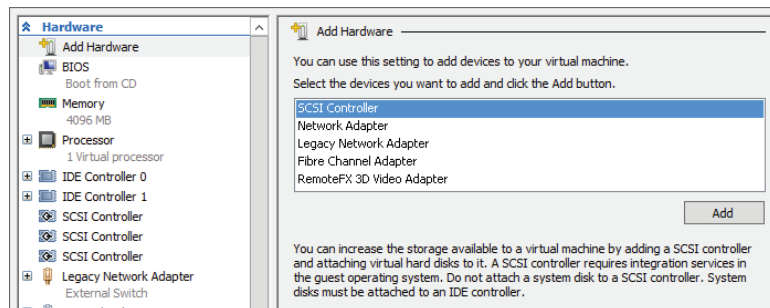 Hardware
Add Hardware
BIOS
Boot from CD
Memory
4096 MB
Processor
1 Virtual processor
IDE Controller 0
IDE Controller 1
SCSI Controller
SCSI Controller
SCSI Controller
Legacy Network Adapter
External Switch
Add Hardware
You can use this setting to add devices to your virtual machine.
Select the devices you want to add and click the Add button.
SCSI Controller
Network Adapter
Legacy Network Adapter
Fibre Channel Adapter
RemoteFX 3D Video Adapter
Add
You can increase the storage available to a virtual machine by adding a SCSI controller
and attaching virtual hard disks to it. A SCSI controller requires integration services in
the guest operating system. Do not attach a system disk to a SCSI controller. System
disks must be attached to an IDE controller.